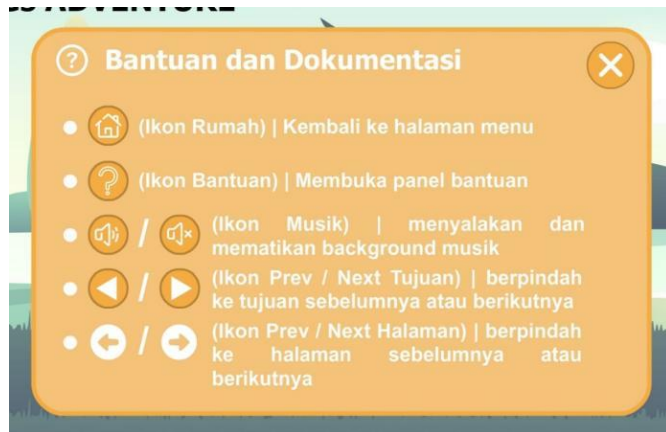 ADVENTURE
? Bantuan dan Dokumentasi
(Ikon Rumah) | Kembali ke halaman menu
(Ikon Bantuan) | Membuka panel bantuan
/ (Ikon Musik) | menyalakan dan
mematikan background musik
/ (Ikon Prev / Next Tujuan) | berpindah
ke tujuan sebelumnya atau berikutnya
/ (Ikon Prev / Next Halaman) | berpindah
ke halaman sebelumnya atau
berikutnya